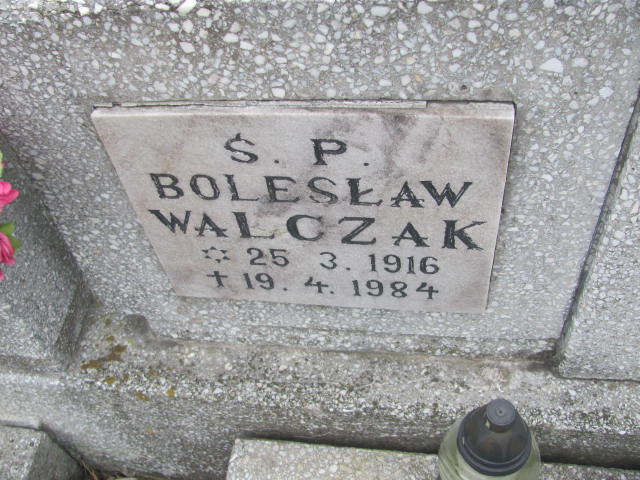 Ś. P.
BOLESŁAW
WALCZAK
✡ 25 3. 1916
✝ 19. 4. 1984